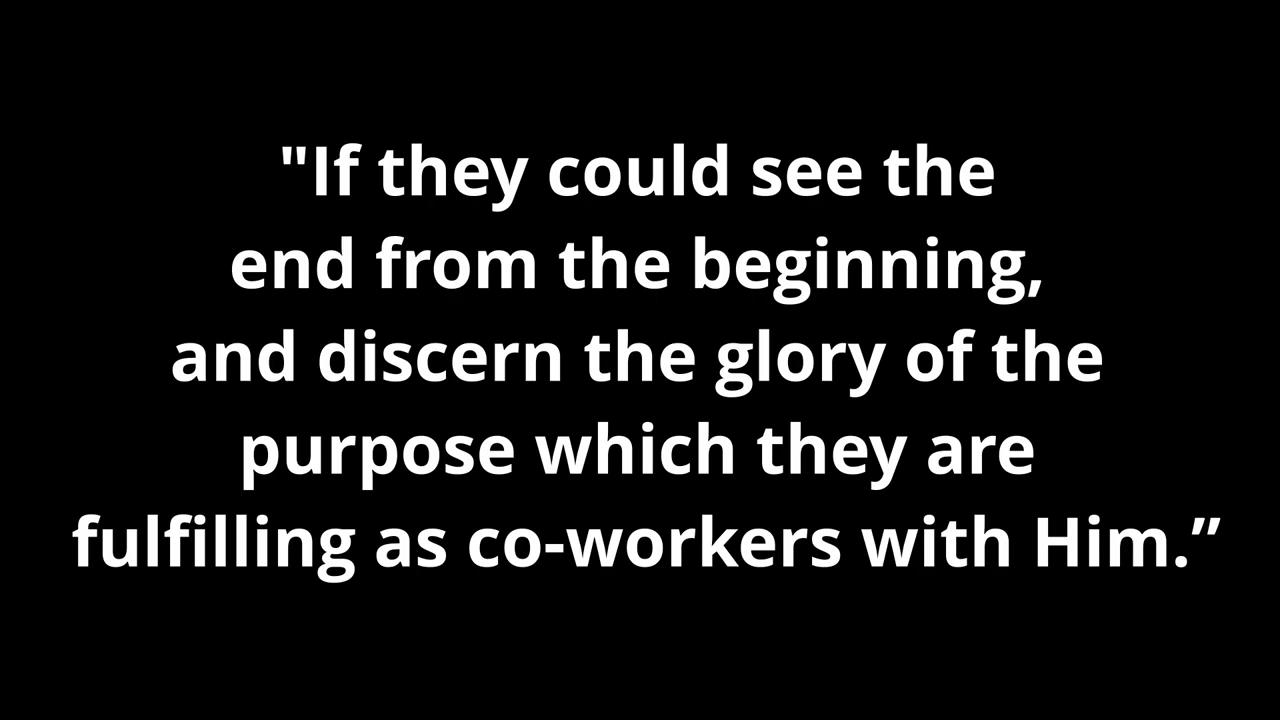 "If they could see the
end from the beginning,
and discern the glory of the
purpose which they are
fulfilling as co-workers with Him.”